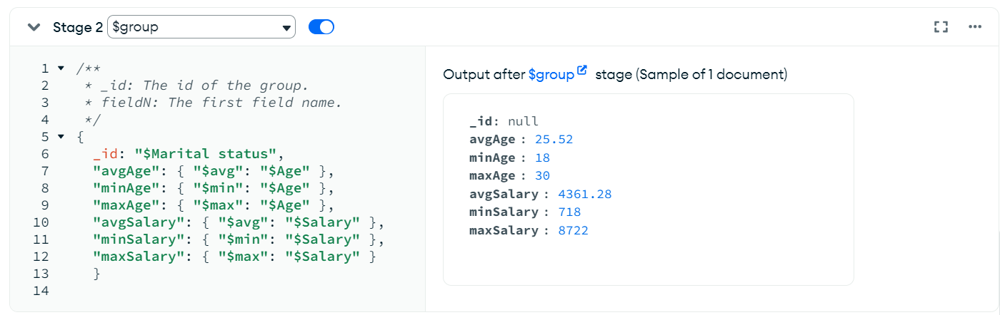 Stage 2 $group
1 /**
2 * _id: The id of the group.
3 * fieldN: The first field name.
4 */
5 {
6 _id: "$Marital status",
7 "avgAge": { "$avg": "$Age" },
8 "minAge": { "$min": "$Age" },
9 "maxAge": { "$max": "$Age" },
10 "avgSalary": { "$avg": "$Salary" },
11 "minSalary": { "$min": "$Salary" },
12 "maxSalary": { "$max": "$Salary" }
13 }
14
Output after $group stage (Sample of 1 document)
_id: null
avgAge : 25.52
minAge : 18
maxAge : 30
avgSalary : 4361.28
minSalary : 718
maxSalary : 8722